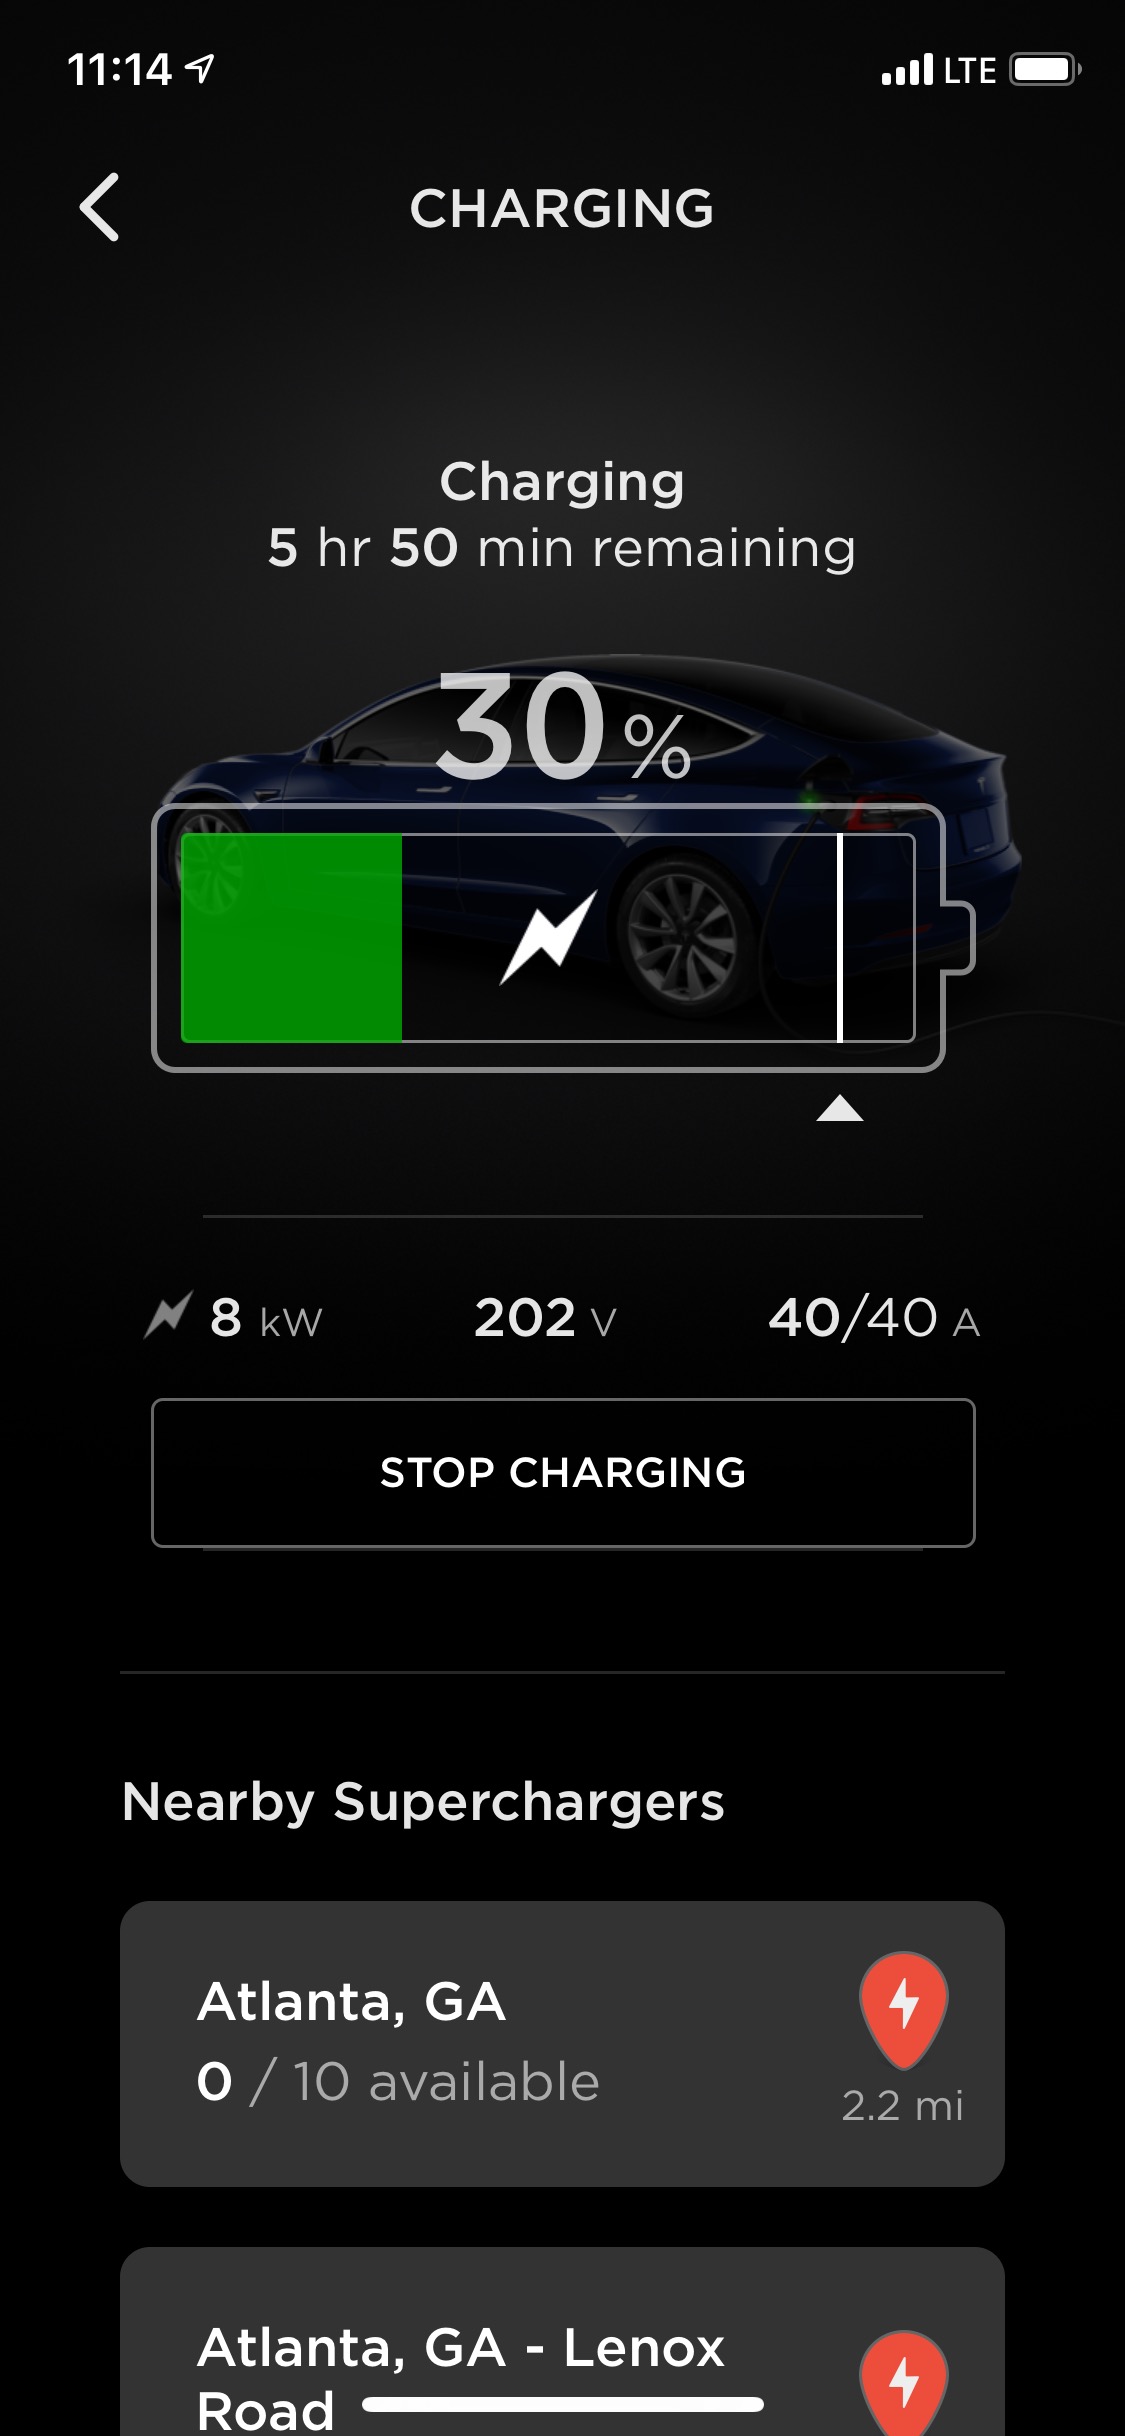 11:14 LTE
CHARGING
Charging
5 hr 50 min remaining
30 %
8 kW 202 V 40/40 A
STOP CHARGING
Nearby Superchargers
Atlanta, GA
0 / 10 available
2.2 mi
Atlanta, GA - Lenox
Road